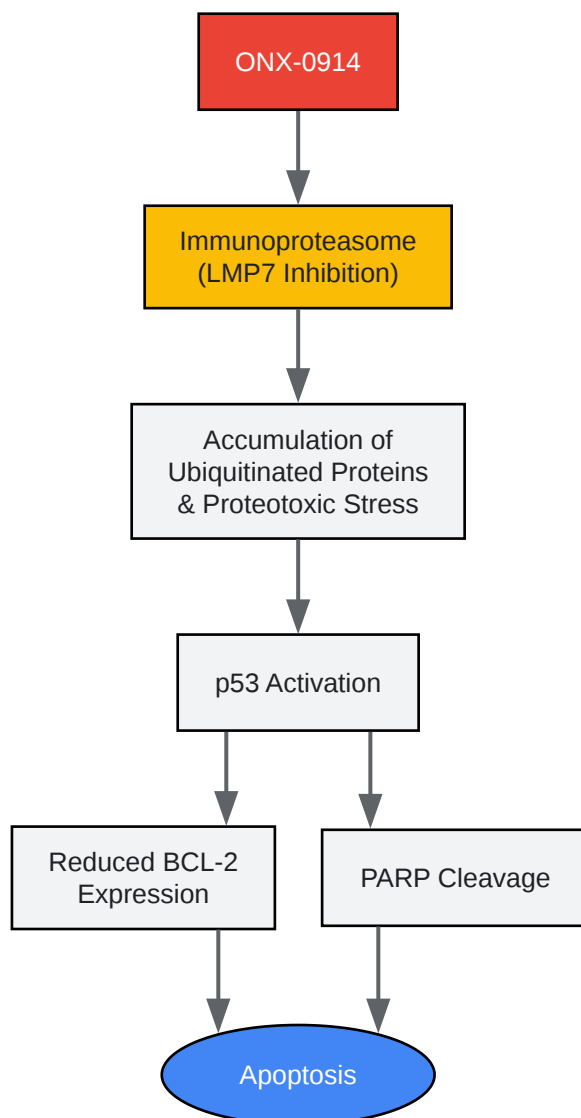 ONX-0914
Immunoproteasome
(LMP7 Inhibition)
Accumulation of
Ubiquitinated Proteins
& Proteotoxic Stress
p53 Activation
Reduced BCL-2
Expression
PARP Cleavage
Apoptosis